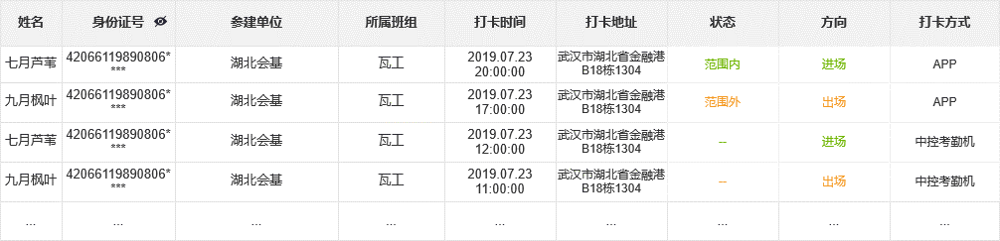 姓名 身份证号 参建单位 所属班组 打卡时间 打卡地址 状态 方向 打卡方式
七月芦苇 42066119890806**** 湖北会基 瓦工 2019.07.23 20:00:00 武汉市湖北省金融港B18栋1304 范围内 进场 APP
九月枫叶 42066119890806**** 湖北会基 瓦工 2019.07.23 17:00:00 武汉市湖北省金融港B18栋1304 范围外 出场 APP
七月芦苇 42066119890806**** 湖北会基 瓦工 2019.07.23 12:00:00 武汉市湖北省金融港B18栋1304 -- 进场 中控考勤机
九月枫叶 42066119890806**** 湖北会基 瓦工 2019.07.23 11:00:00 武汉市湖北省金融港B18栋1304 -- 出场 中控考勤机
... ... ... ... ... ... ... ... ...